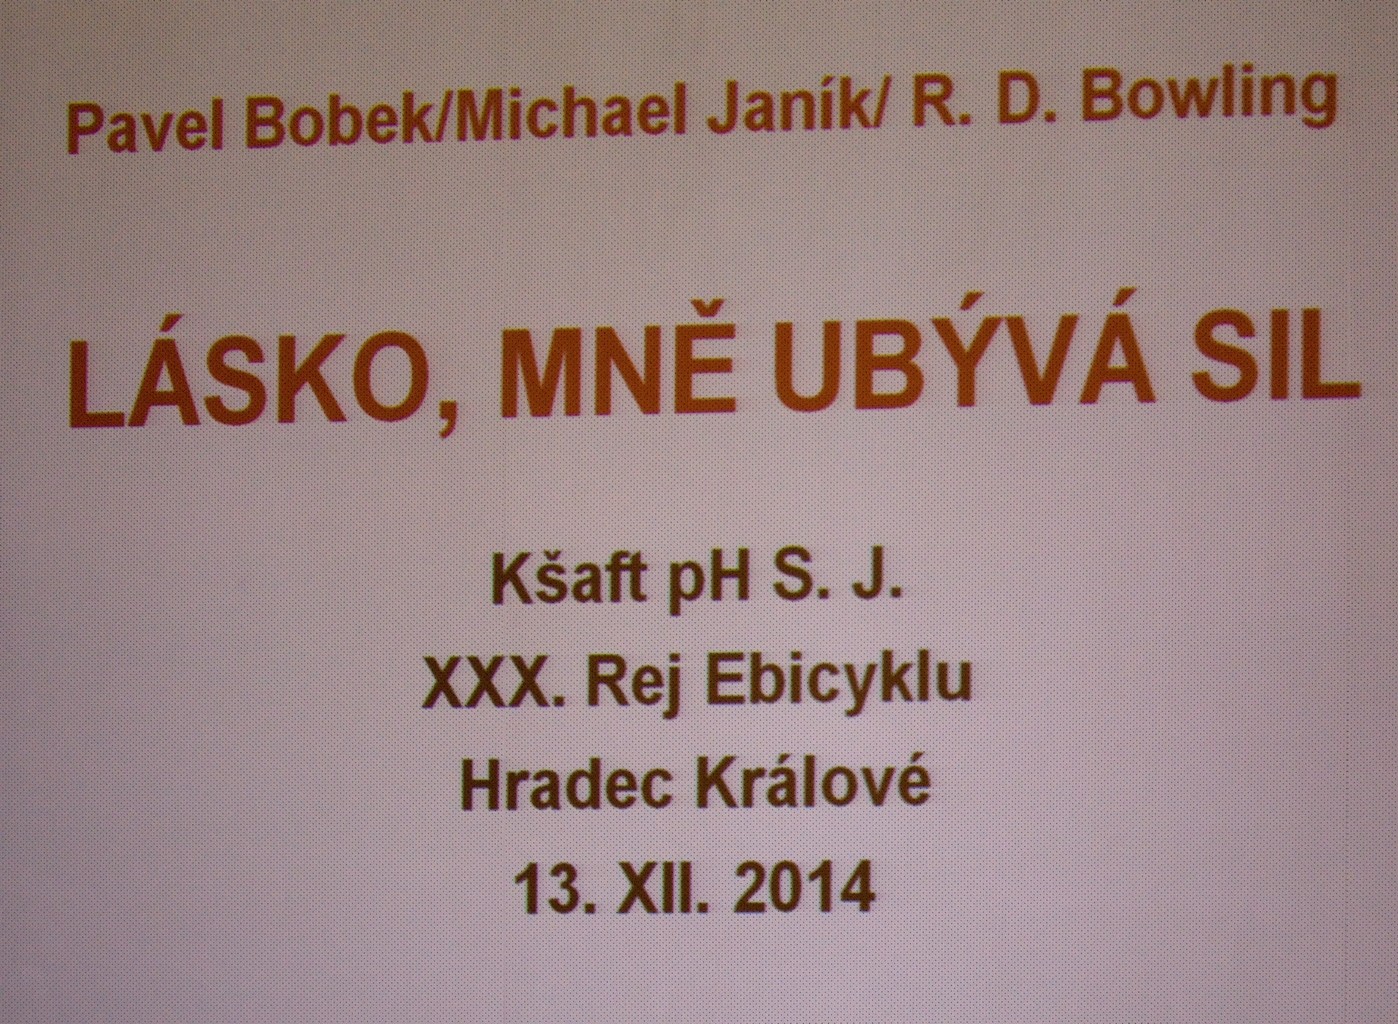 Pavel Bobek/Michael Janík/ R. D. Bowling
LÁSKO, MNĚ UBÝVÁ SIL
Kšaft pH S. J.
XXX. Rej Ebicyklu
Hradec Králové
13. XII. 2014